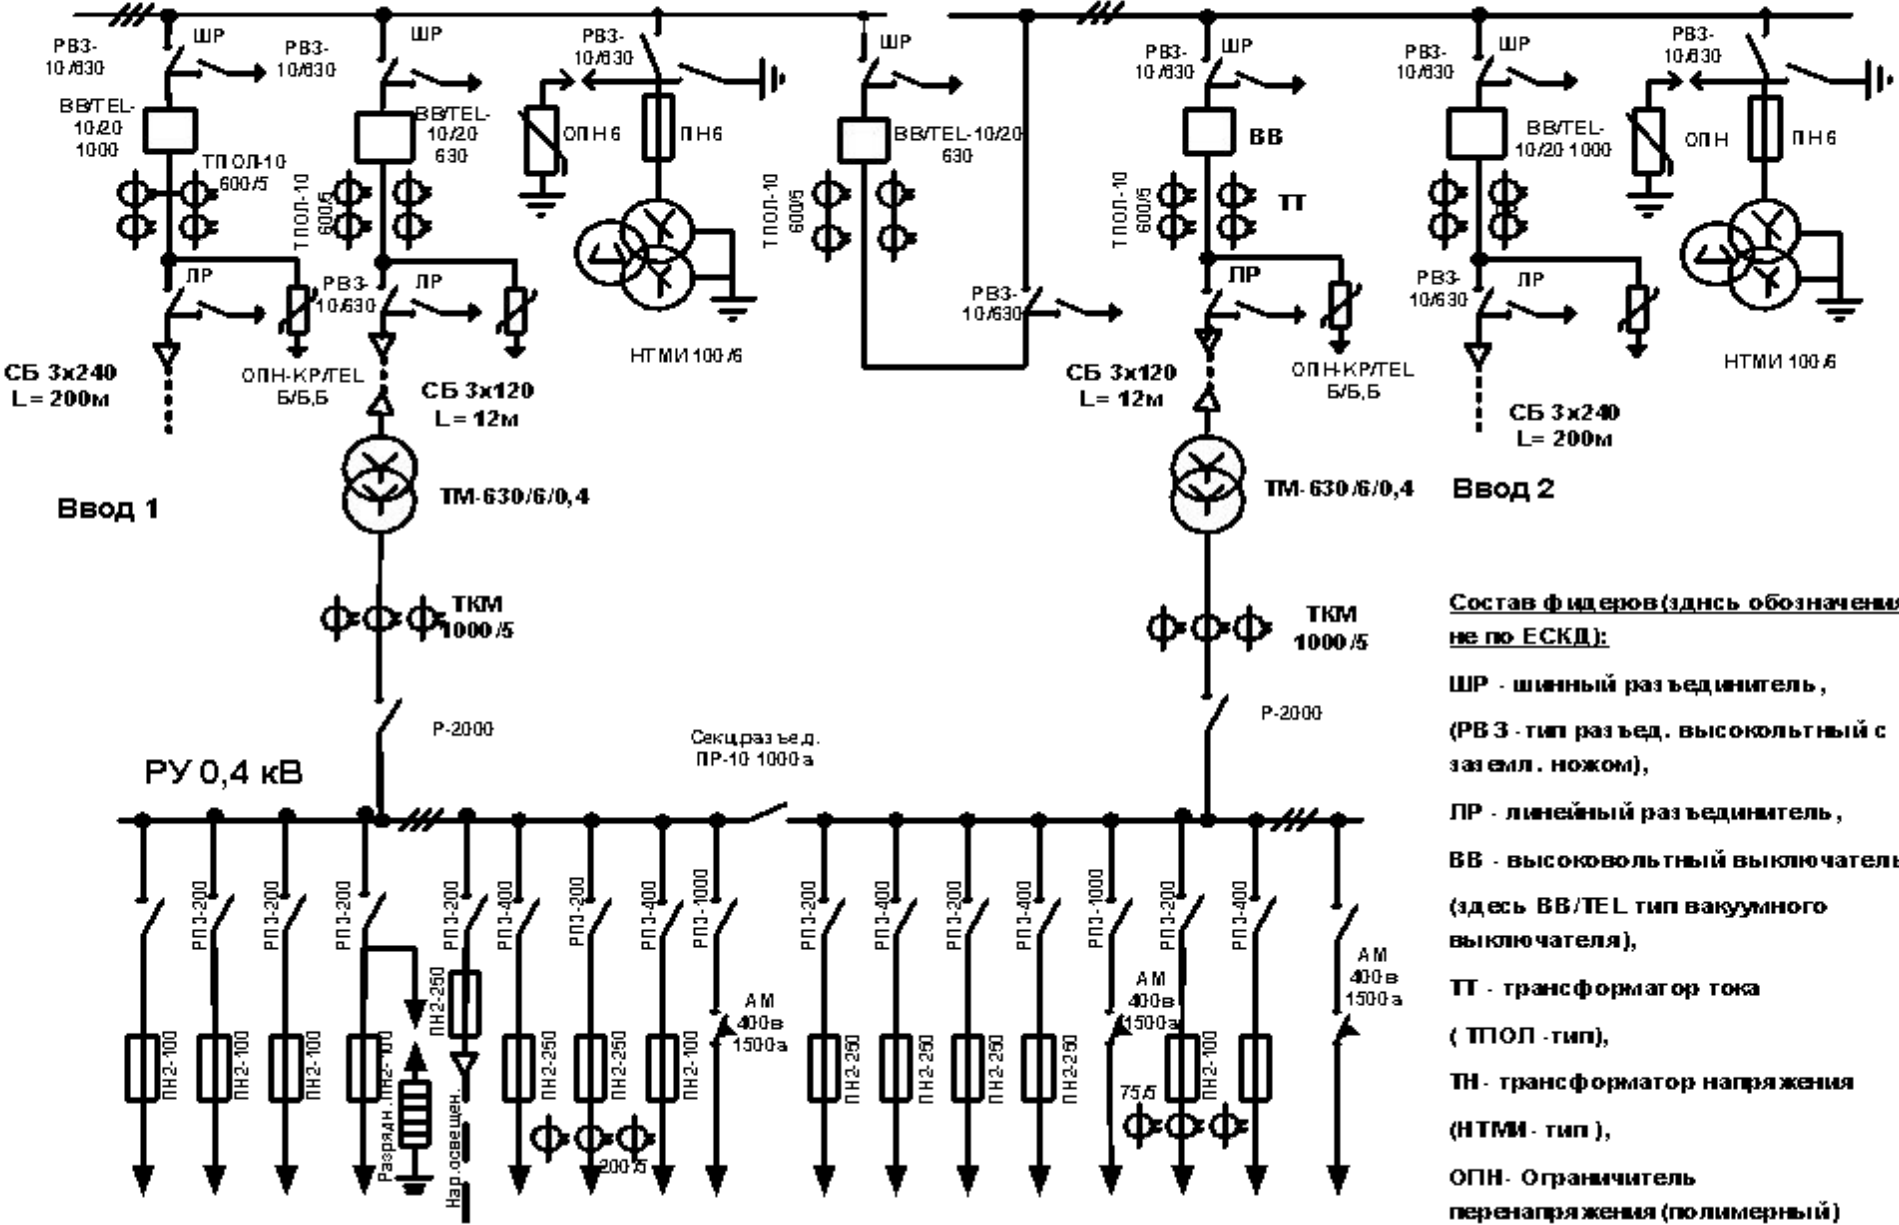 РВЗ-
10/630
ШР
РВЗ-
10/630
ШР
РВЗ-
10/630
ШР
РВЗ-
10/630
ШР
РВЗ-
10/630
ШР
РВЗ-
10/630
ВВ/TEL-
10/20
1000
ВВ/TEL-
10/20
630
ОПН6
ПН6
ВВ/TEL-10/20
630
ВВ
ВВ/TEL-
10/20 1000
ОПН
ПН6
ТПОЛ-10
600/5
ТПОЛ-10
600/5
ТПОЛ-10
600/5
ТПОЛ-10
600/5
ТТ
ЛР
РВЗ-
10/630
ЛР
РВЗ-
10/630
ЛР
РВЗ-
10/630
ЛР
НТМИ 100/6
НТМИ 100/6
СБ 3х240
L= 200м
ОПН-КР/TEL
Б/Б,Б
СБ 3х120
L= 12м
СБ 3х120
L= 12м
ОПН-КР/TEL
Б/Б,Б
СБ 3х240
L= 200м
Ввод 1
ТМ-630/6/0,4
ТМ-630/6/0,4
Ввод 2
ТКМ
1000/5
ТКМ
1000/5
Р-2000
Р-2000
Секц.разъед.
ПР-10 1000а
РУ 0,4 кВ
РПЗ-200
РПЗ-200
РПЗ-200
РПЗ-200
РПЗ-400
РПЗ-200
РПЗ-400
РПЗ-1000
РПЗ-200
РПЗ-400
РПЗ-200
РПЗ-400
РПЗ-1000
РПЗ-200
РПЗ-400
ПН2-100
ПН2-100
ПН2-100
ПН2-100
Разрядн.
ПН2-250
Нар.освещен.
ПН2-250
ПН2-250
ПН2-100
АМ
400в
1500а
ПН2-250
ПН2-250
ПН2-250
АМ
400в
1500а
ПН2-100
АМ
400в
1500а
200/5
75/5
Состав фидеров(зднсь обозначения
не по ЕСКД):
ШР - шинный разъединитель,
(РВЗ -тип разъед. высокольтный с
заземл. ножом),
ЛР - линейный разъединитель,
ВВ - высоковольтный выключатель
(здесь ВВ/TEL тип вакуумного
выключателя),
ТТ - трансформатор тока
( ТПОЛ -тип),
ТН- трансформатор напряжения
(НТМИ- тип ),
ОПН- Ограничитель
перенапряжения(полимерный)